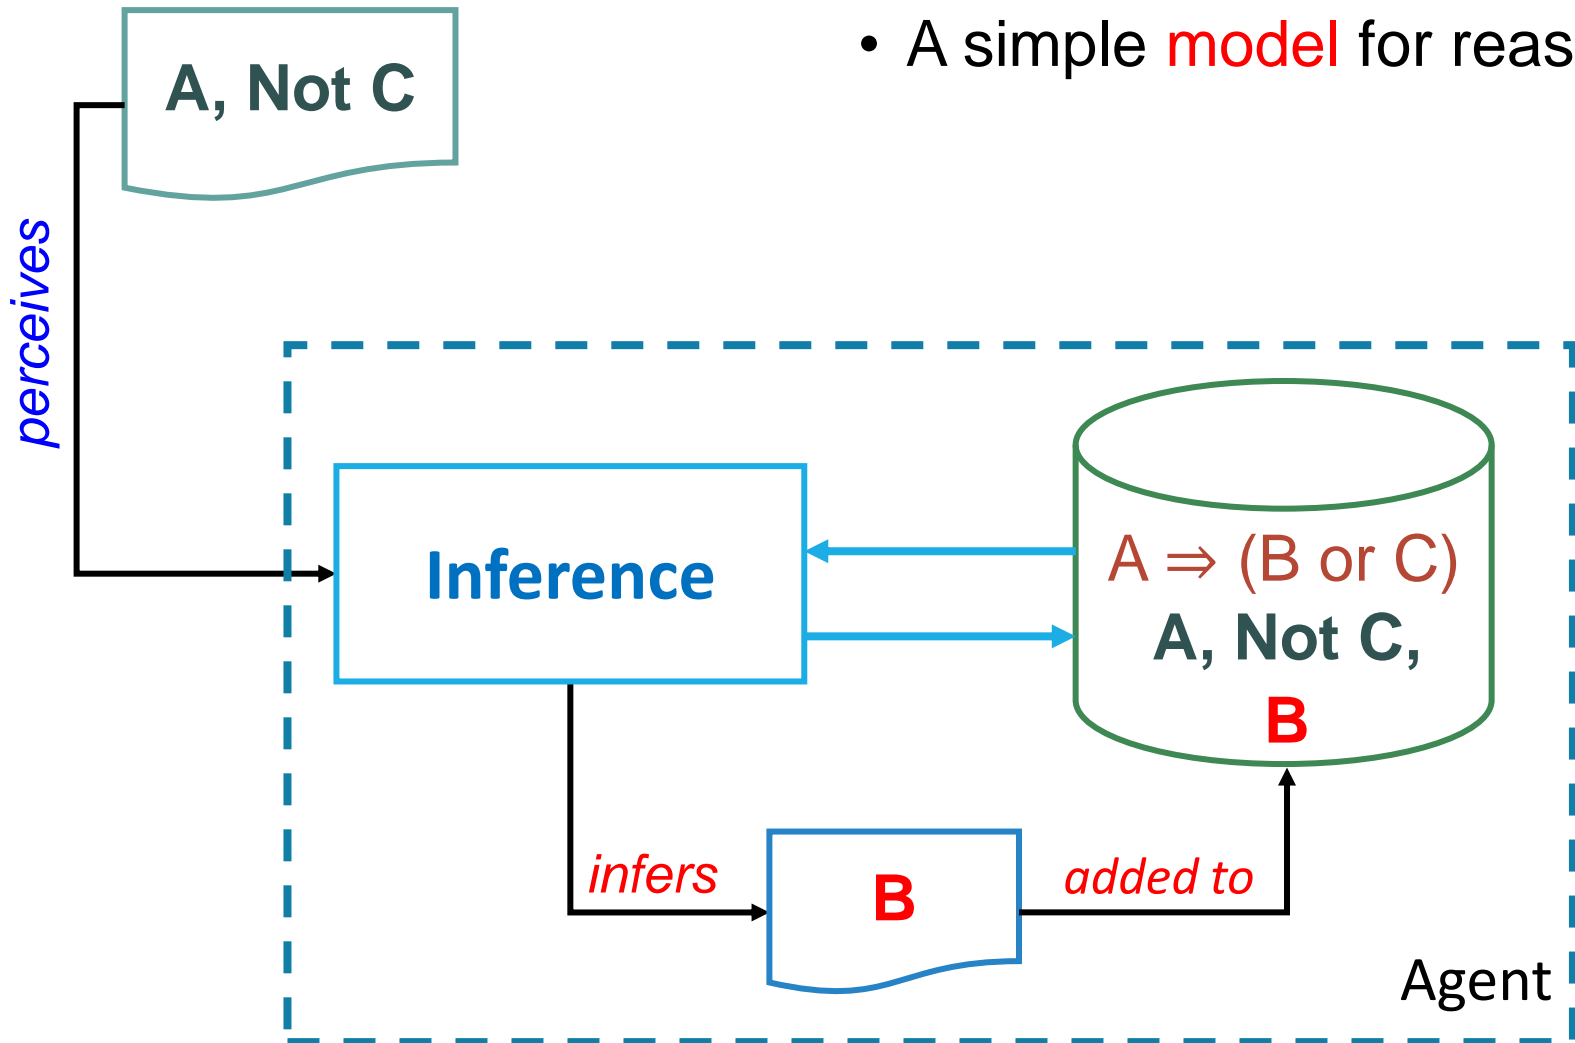 • A simple model for reas
A, Not C
perceives
Inference
A ⇒ (B or C)
A, Not C,
B
infers
B
added to
Agent